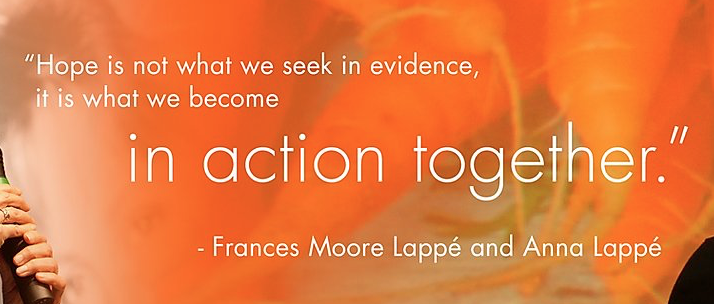 “Hope is not what we seek in evidence,
it is what we become
in action together.”
- Frances Moore Lappé and Anna Lappé